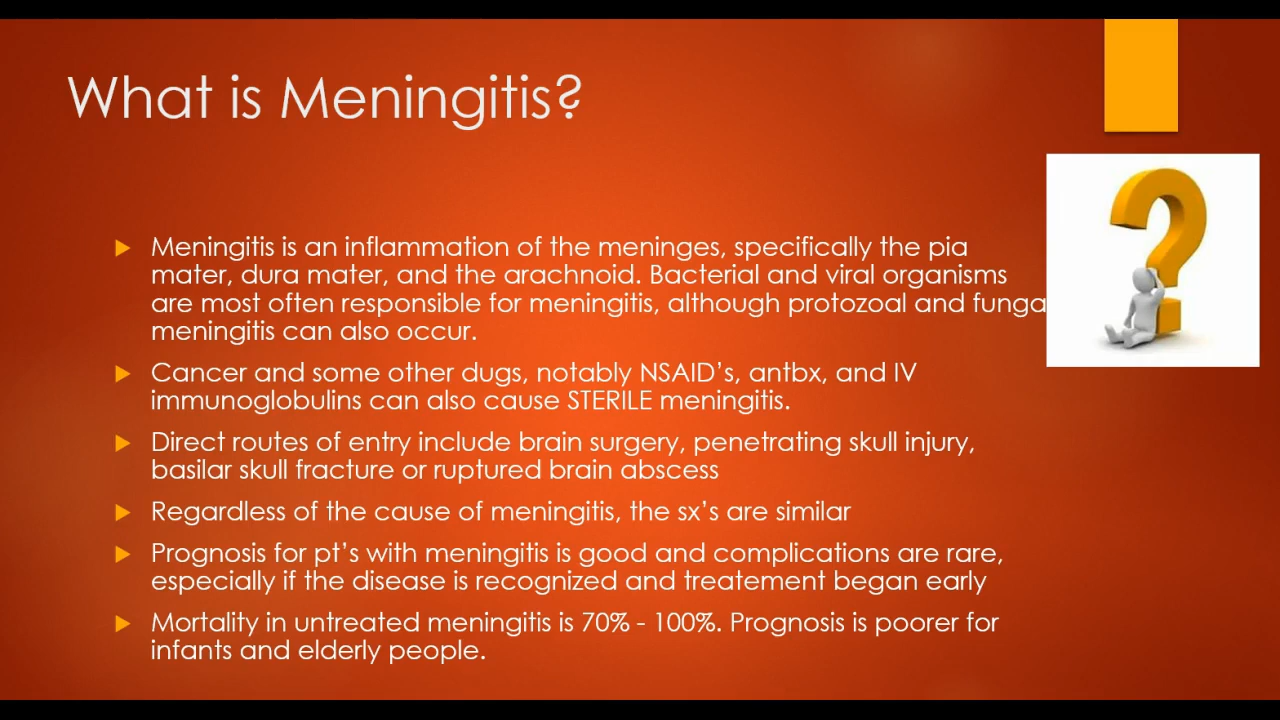 What is Meningitis?
Meningitis is an inflammation of the meninges, specifically the pia
mater, dura mater, and the arachnoid. Bacterial and viral organisms
are most often responsible for meningitis, although protozoal and funga
meningitis can also occur.
Cancer and some other dugs, notably NSAID's, antbx, and IV
immunoglobulins can also cause STERILE meningitis.
Direct routes of entry include brain surgery, penetrating skull injury,
basilar skull fracture or ruptured brain abscess
Regardless of the cause of meningitis, the sx's are similar
Prognosis for pt's with meningitis is good and complications are rare,
especially if the disease is recognized and treatement began early
Mortality in untreated meningitis is 70% - 100%. Prognosis is poorer for
infants and elderly people.